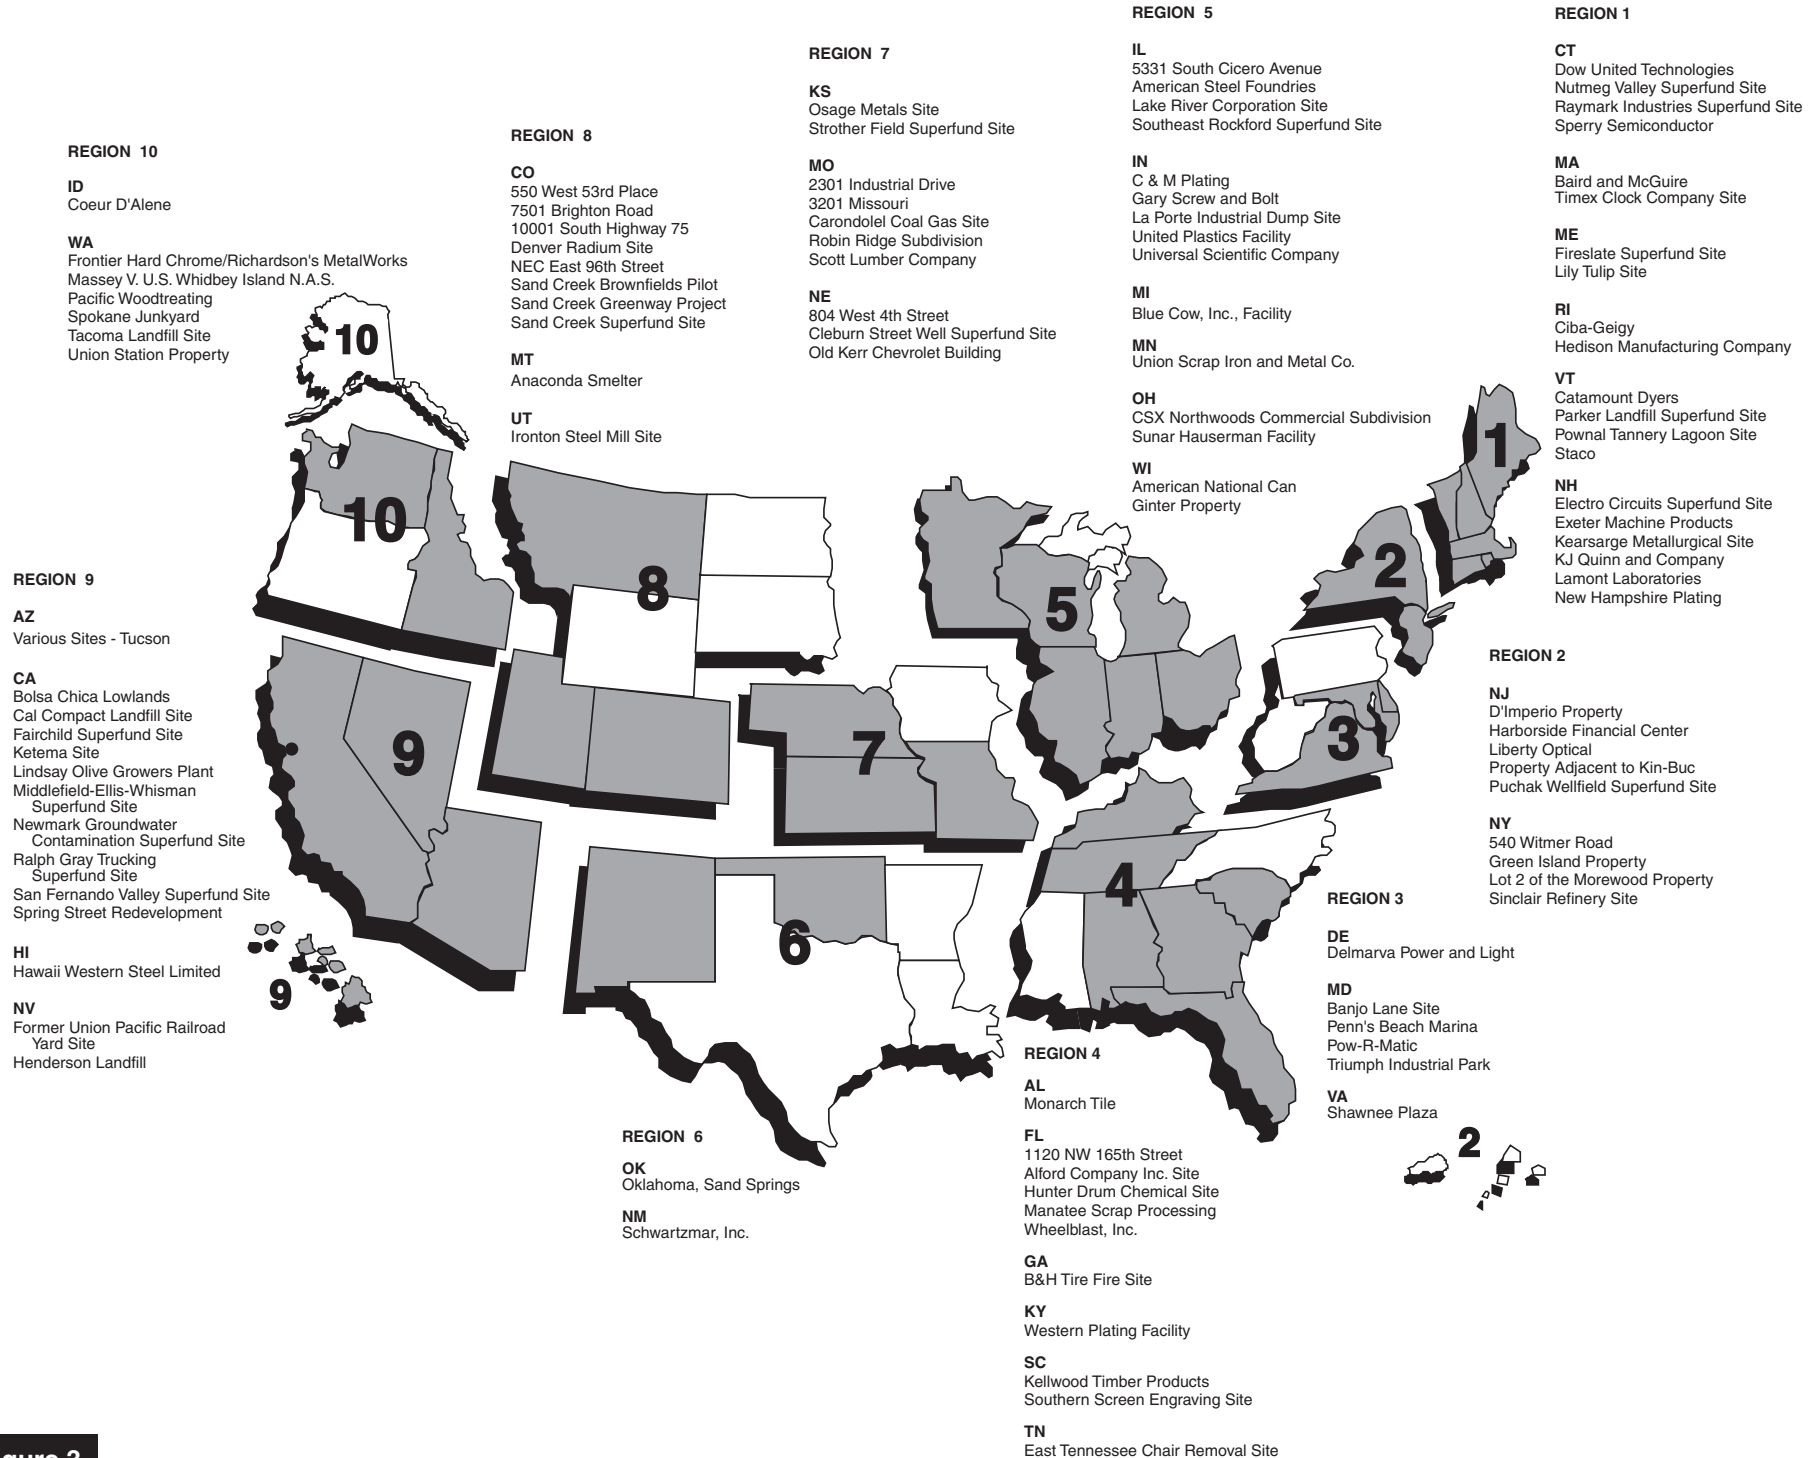 REGION 10
ID
Coeur D'Alene
WA
Frontier Hard Chrome/Richardson's MetalWorks
Massey V. U.S. Whidbey Island N.A.S.
Pacific Woodtreating
Spokane Junkyard
Tacoma Landfill Site
Union Station Property
REGION 8
CO
550 West 53rd Place
7501 Brighton Road
10001 South Highway 75
Denver Radium Site
NEC East 96th Street
Sand Creek Brownfields Pilot
Sand Creek Greenway Project
Sand Creek Superfund Site
MT
Anaconda Smelter
UT
Ironton Steel Mill Site
REGION 7
KS
Osage Metals Site
Strother Field Superfund Site
MO
2301 Industrial Drive
3201 Missouri
Carondolel Coal Gas Site
Robin Ridge Subdivision
Scott Lumber Company
NE
804 West 4th Street
Cleburn Street Well Superfund Site
Old Kerr Chevrolet Building
REGION 5
IL
5331 South Cicero Avenue
American Steel Foundries
Lake River Corporation Site
Southeast Rockford Superfund Site
IN
C & M Plating
Gary Screw and Bolt
La Porte Industrial Dump Site
United Plastics Facility
Universal Scientific Company
MI
Blue Cow, Inc., Facility
MN
Union Scrap Iron and Metal Co.
OH
CSX Northwoods Commercial Subdivision
Sunar Hauserman Facility
WI
American National Can
Ginter Property
REGION 1
CT
Dow United Technologies
Nutmeg Valley Superfund Site
Raymark Industries Superfund Site
Sperry Semiconductor
MA
Baird and McGuire
Timex Clock Company Site
ME
Fireslate Superfund Site
Lily Tulip Site
RI
Ciba-Geigy
Hedison Manufacturing Company
VT
Catamount Dyers
Parker Landfill Superfund Site
Pownal Tannery Lagoon Site
Staco
NH
Electro Circuits Superfund Site
Exeter Machine Products
Kearsarge Metallurgical Site
KJ Quinn and Company
Lamont Laboratories
New Hampshire Plating
10
10
8
5
2
1
9
7
3
4
6
9
2
REGION 9
AZ
Various Sites - Tucson
CA
Bolsa Chica Lowlands
Cal Compact Landfill Site
Fairchild Superfund Site
Ketema Site
Lindsay Olive Growers Plant
Middlefield-Ellis-Whisman
Superfund Site
Newmark Groundwater
Contamination Superfund Site
Ralph Gray Trucking
Superfund Site
San Fernando Valley Superfund Site
Spring Street Redevelopment
HI
Hawaii Western Steel Limited
NV
Former Union Pacific Railroad
Yard Site
Henderson Landfill
REGION 2
NJ
D'Imperio Property
Harborside Financial Center
Liberty Optical
Property Adjacent to Kin-Buc
Puchak Wellfield Superfund Site
NY
540 Witmer Road
Green Island Property
Lot 2 of the Morewood Property
Sinclair Refinery Site
REGION 3
DE
Delmarva Power and Light
MD
Banjo Lane Site
Penn's Beach Marina
Pow-R-Matic
Triumph Industrial Park
VA
Shawnee Plaza
REGION 6
OK
Oklahoma, Sand Springs
NM
Schwartzmar, Inc.
REGION 4
AL
Monarch Tile
FL
1120 NW 165th Street
Alford Company Inc. Site
Hunter Drum Chemical Site
Manatee Scrap Processing
Wheelblast, Inc.
GA
B&H Tire Fire Site
KY
Western Plating Facility
SC
Kellwood Timber Products
Southern Screen Engraving Site
TN
East Tennessee Chair Removal Site